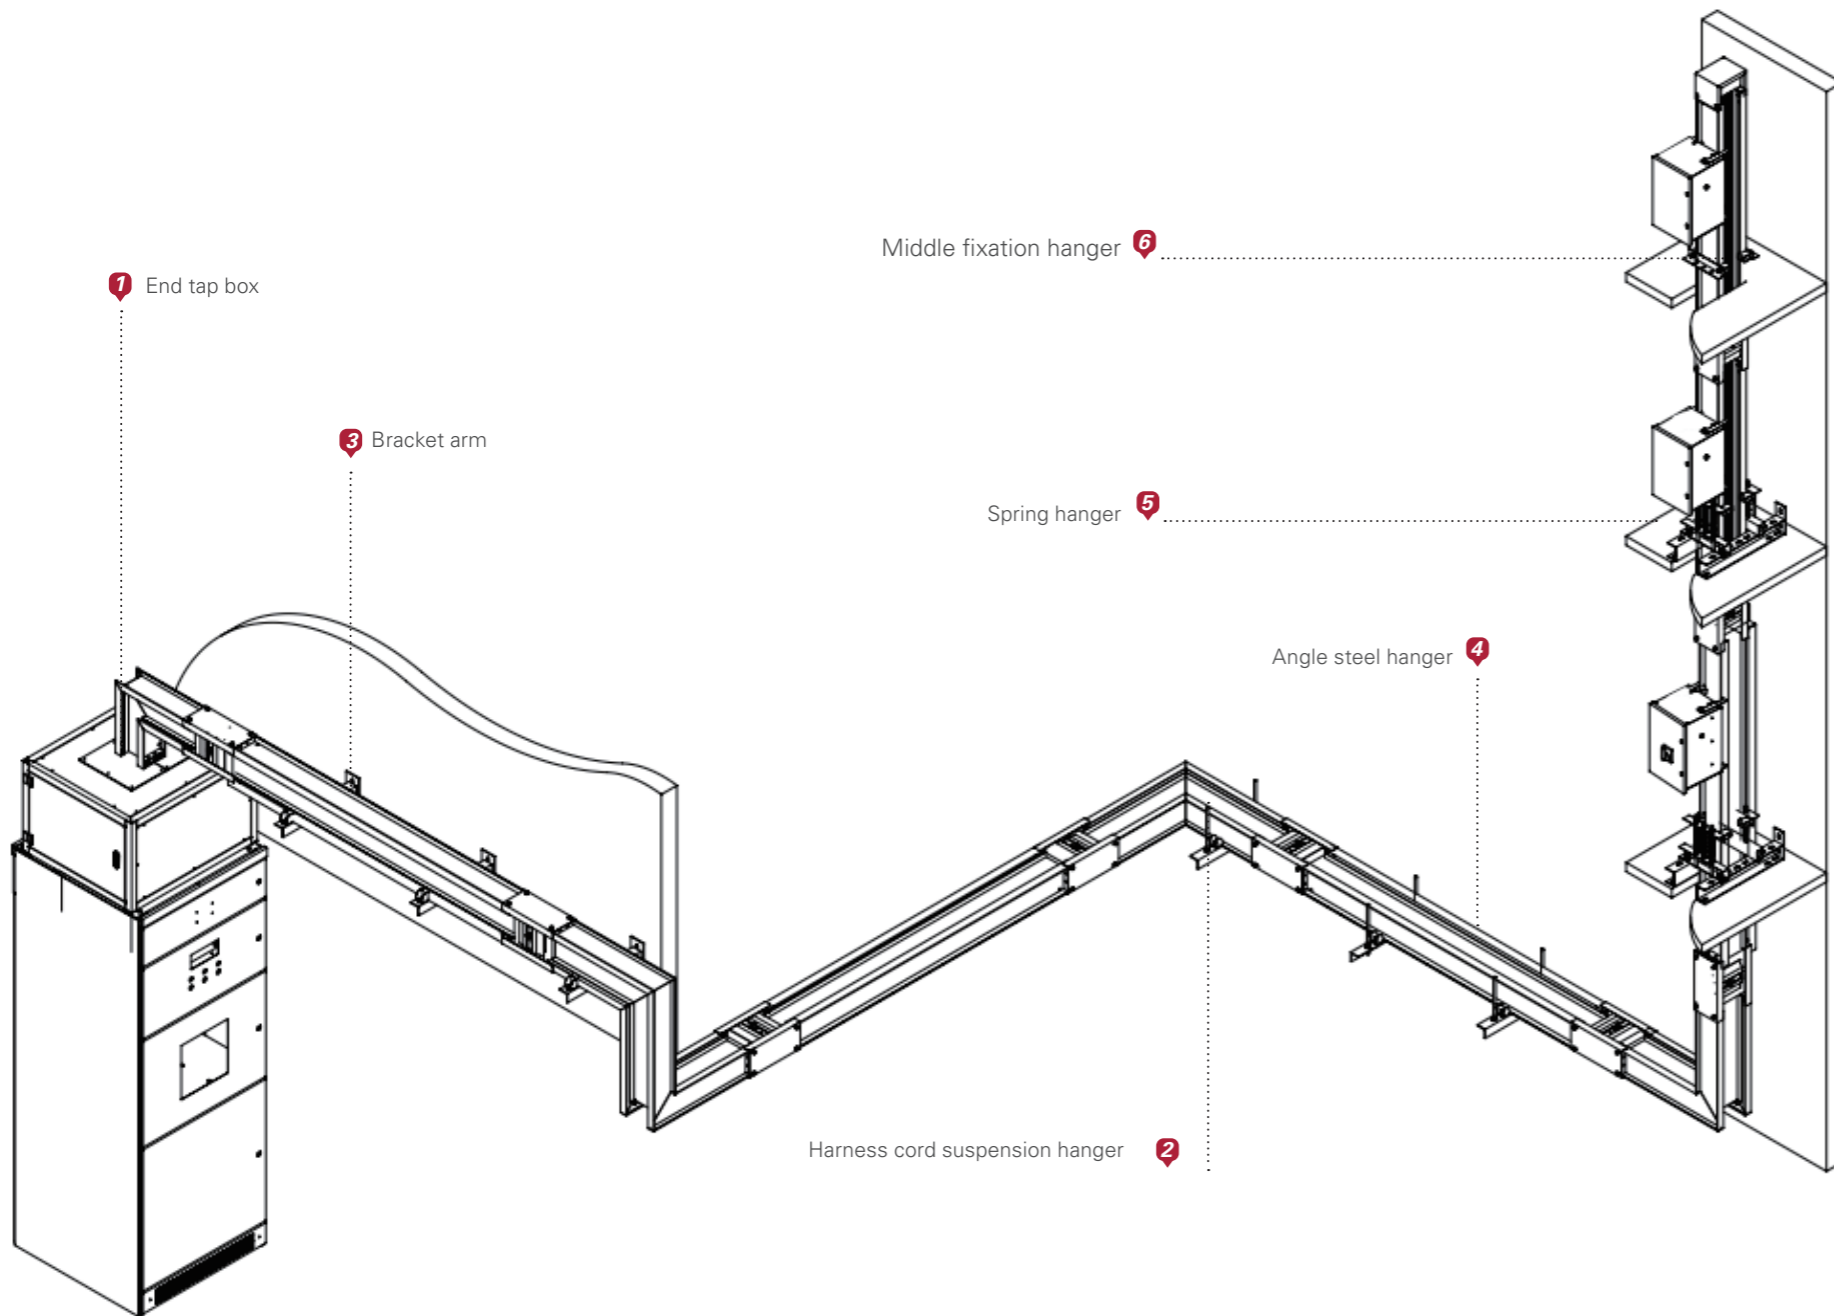 Middle fixation hanger 6
1 End tap box
3 Bracket arm
Spring hanger 5
Angle steel hanger 4
Harness cord suspension hanger 2